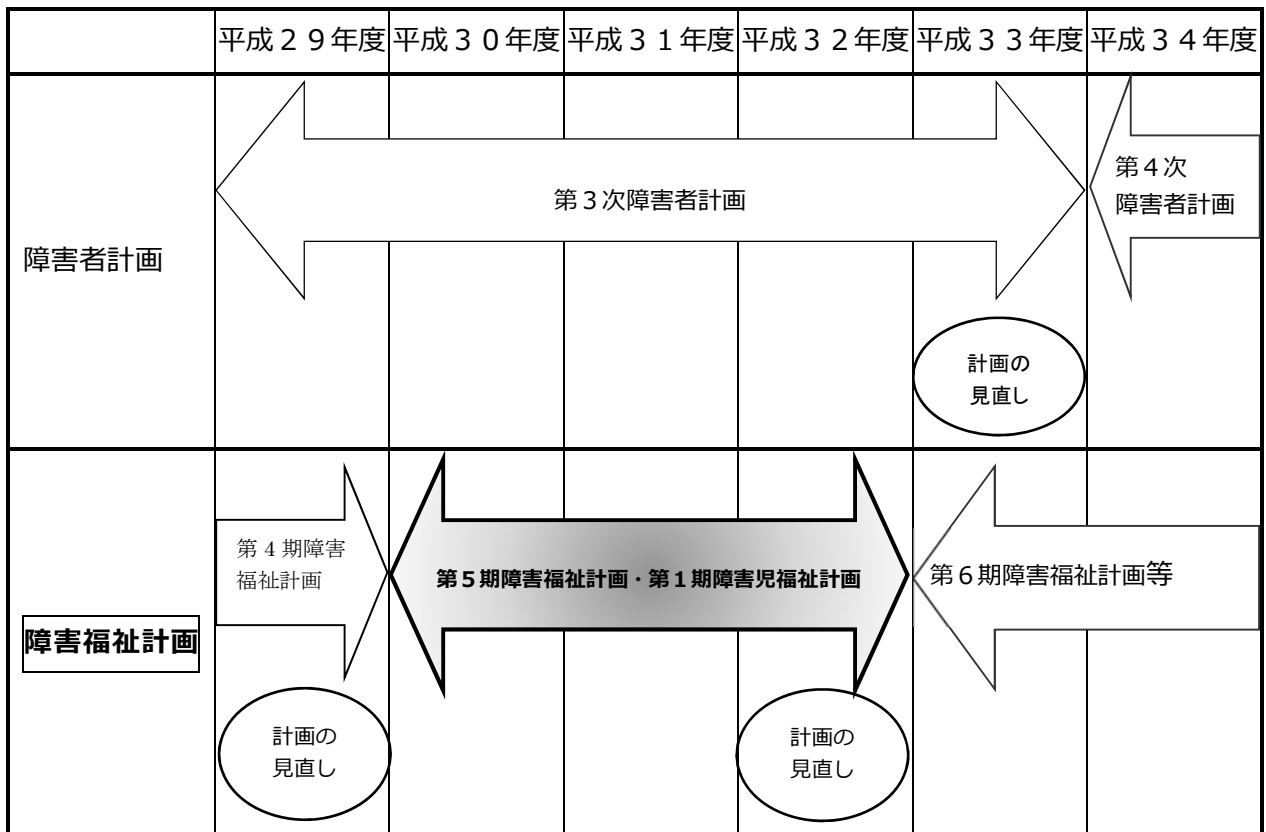 平成２９年度 平成３０年度 平成３１年度 平成３２年度 平成３３年度 平成３４年度
障害者計画
第３次障害者計画
第４次
障害者計画
計画の
見直し
障害福祉計画
第 4 期障害
福祉計画
第５期障害福祉計画・第１期障害児福祉計画
第６期障害福祉計画等
計画の
見直し
計画の
見直し